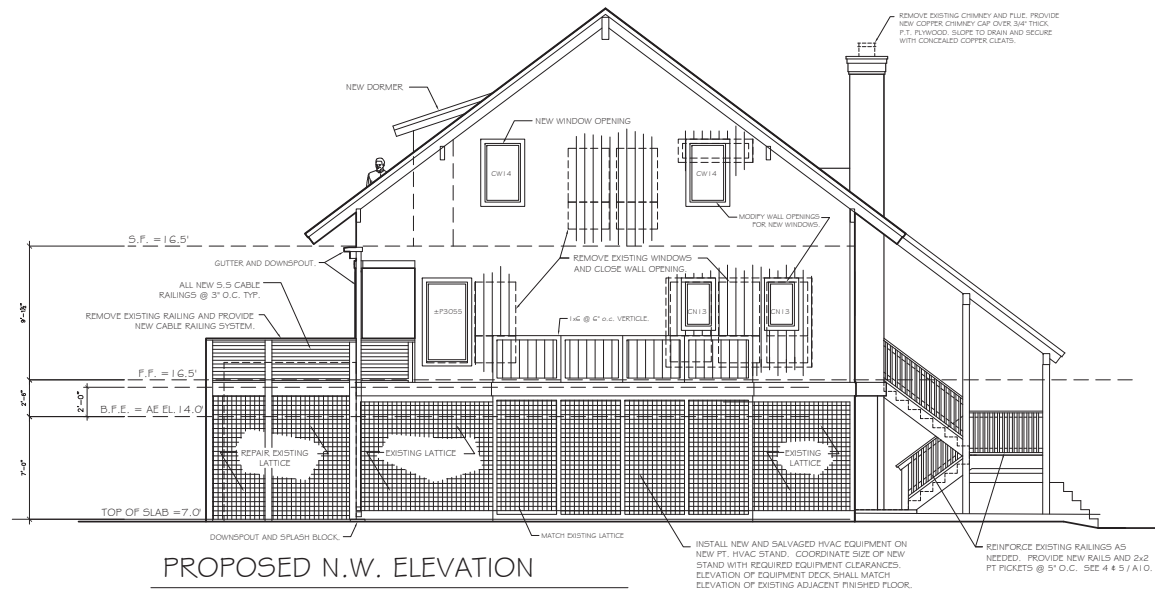 REMOVE EXISTING CHIMNEY AND FLUE. PROVIDE
NEW COPPER CHIMNEY CAP OVER 3/4" THICK
P.T. PLYWOOD. SLOPE TO DRAIN AND SECURE
WITH CONCEALED COPPER CLEATS.
NEW DORMER
NEW WINDOW OPENING
CW14
CW14
MODIFY WALL OPENINGS
FOR NEW WINDOWS.
S.F. =16.5'
GUTTER AND DOWNSPOUT.
REMOVE EXISTING WINDOWS
AND CLOSE WALL OPENING.
ALL NEW S.S CABLE
RAILINGS @ 3" O.C. TYP.
REMOVE EXISTING RAILING AND PROVIDE
NEW CABLE RAILING SYSTEM.
±P3055
1x6 @ 6" o.c. VERTICLE.
CN13
CN13
F.F. =16.5'
2'-6"
2'-0"
B.F.E. = AE EL.14.0'
REPAIR EXISTING
LATTICE
EXISTING LATTICE
EXISTING
LATTICE
7'-0"
TOP OF SLAB =7.0'
DOWNSPOUT AND SPLASH BLOCK.
MATCH EXISTING LATTICE
INSTALL NEW AND SALVAGED HVAC EQUIPMENT ON
NEW PT. HVAC STAND. COORDINATE SIZE OF NEW
STAND WITH REQUIRED EQUIPMENT CLEARANCES.
ELEVATION OF EQUIPMENT DECK SHALL MATCH
ELEVATION OF EXISTING ADJACENT FINISHED FLOOR.
REINFORCE EXISTING RAILINGS AS
NEEDED. PROVIDE NEW RAILS AND 2x2
PT PICKETS @ 5" O.C. SEE 4 & 5 / A10.
PROPOSED N.W. ELEVATION